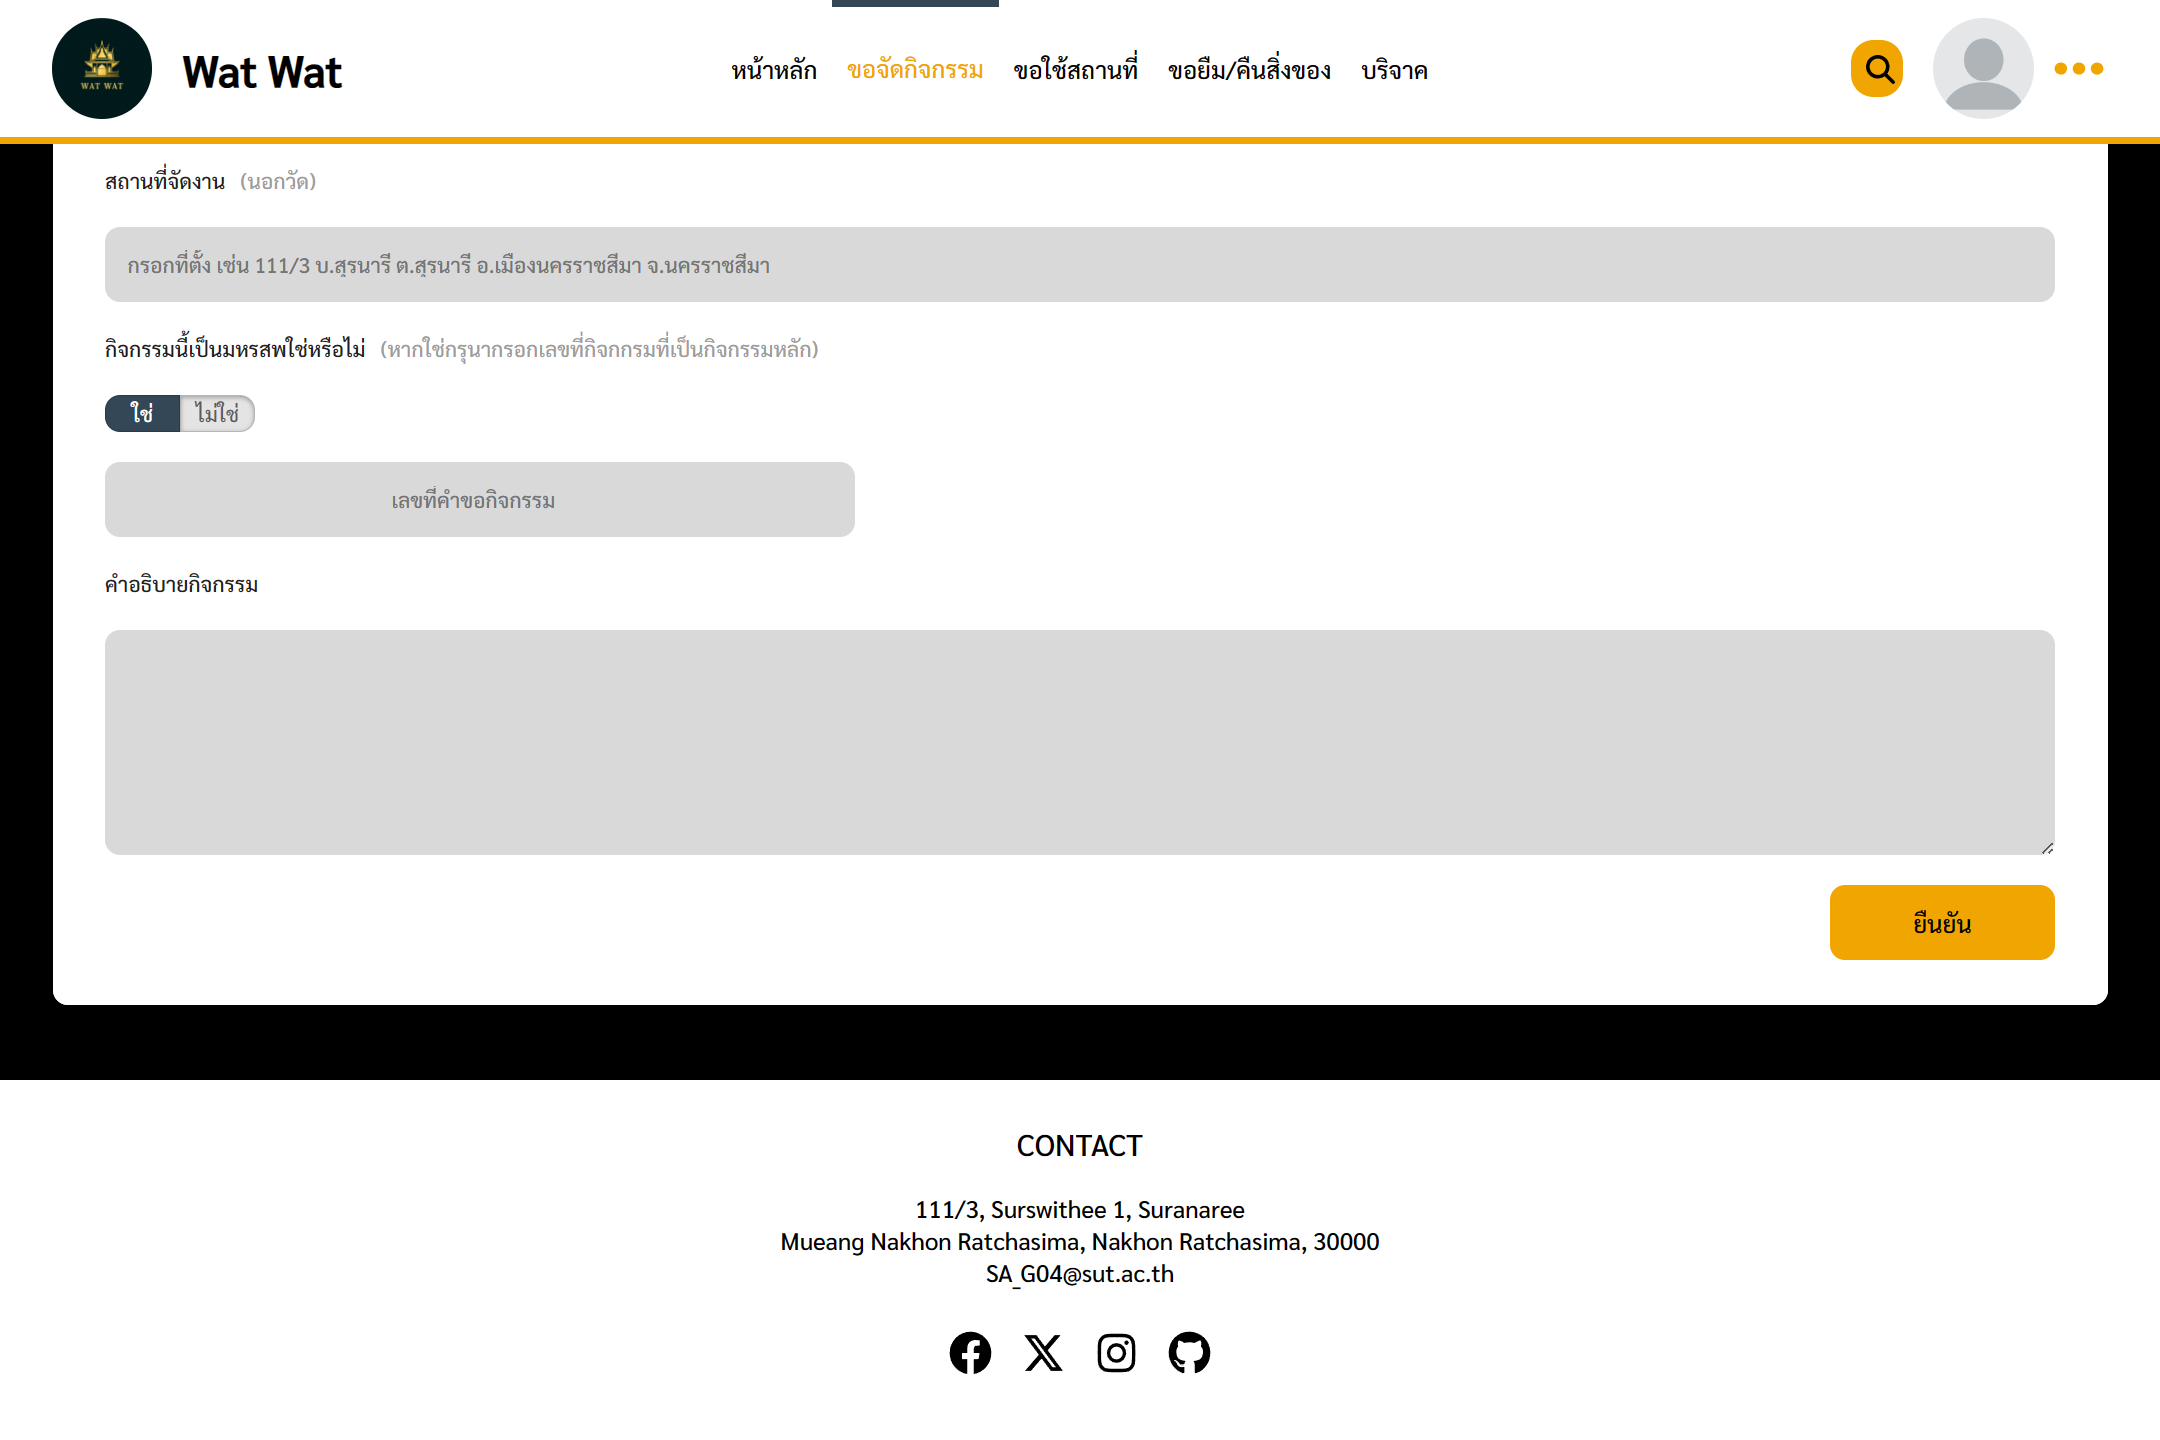 WAT WAT
Wat Wat
หน้าหลัก ขอจัดกิจกรรม ขอใช้สถานที่ ขอยืม/คืนสิ่งของ บริจาค
สถานที่จัดงาน (นอกวัด)
กรอกที่ตั้ง เช่น 111/3 บ.สุรนารี ต.สุรนารี อ.เมืองนครราชสีมา จ.นครราชสีมา
กิจกรรมนี้เป็นมหรสพใช่หรือไม่ (หากใช่กรุนากรอกเลขที่กิจกกรมที่เป็นกิจกรรมหลัก)
ใช่ ไม่ใช่
เลขที่คำขอกิจกรรม
คำอธิบายกิจกรรม
ยืนยัน
CONTACT
111/3, Surswithee 1, Suranaree
Mueang Nakhon Ratchasima, Nakhon Ratchasima, 30000
SA_G04@sut.ac.th